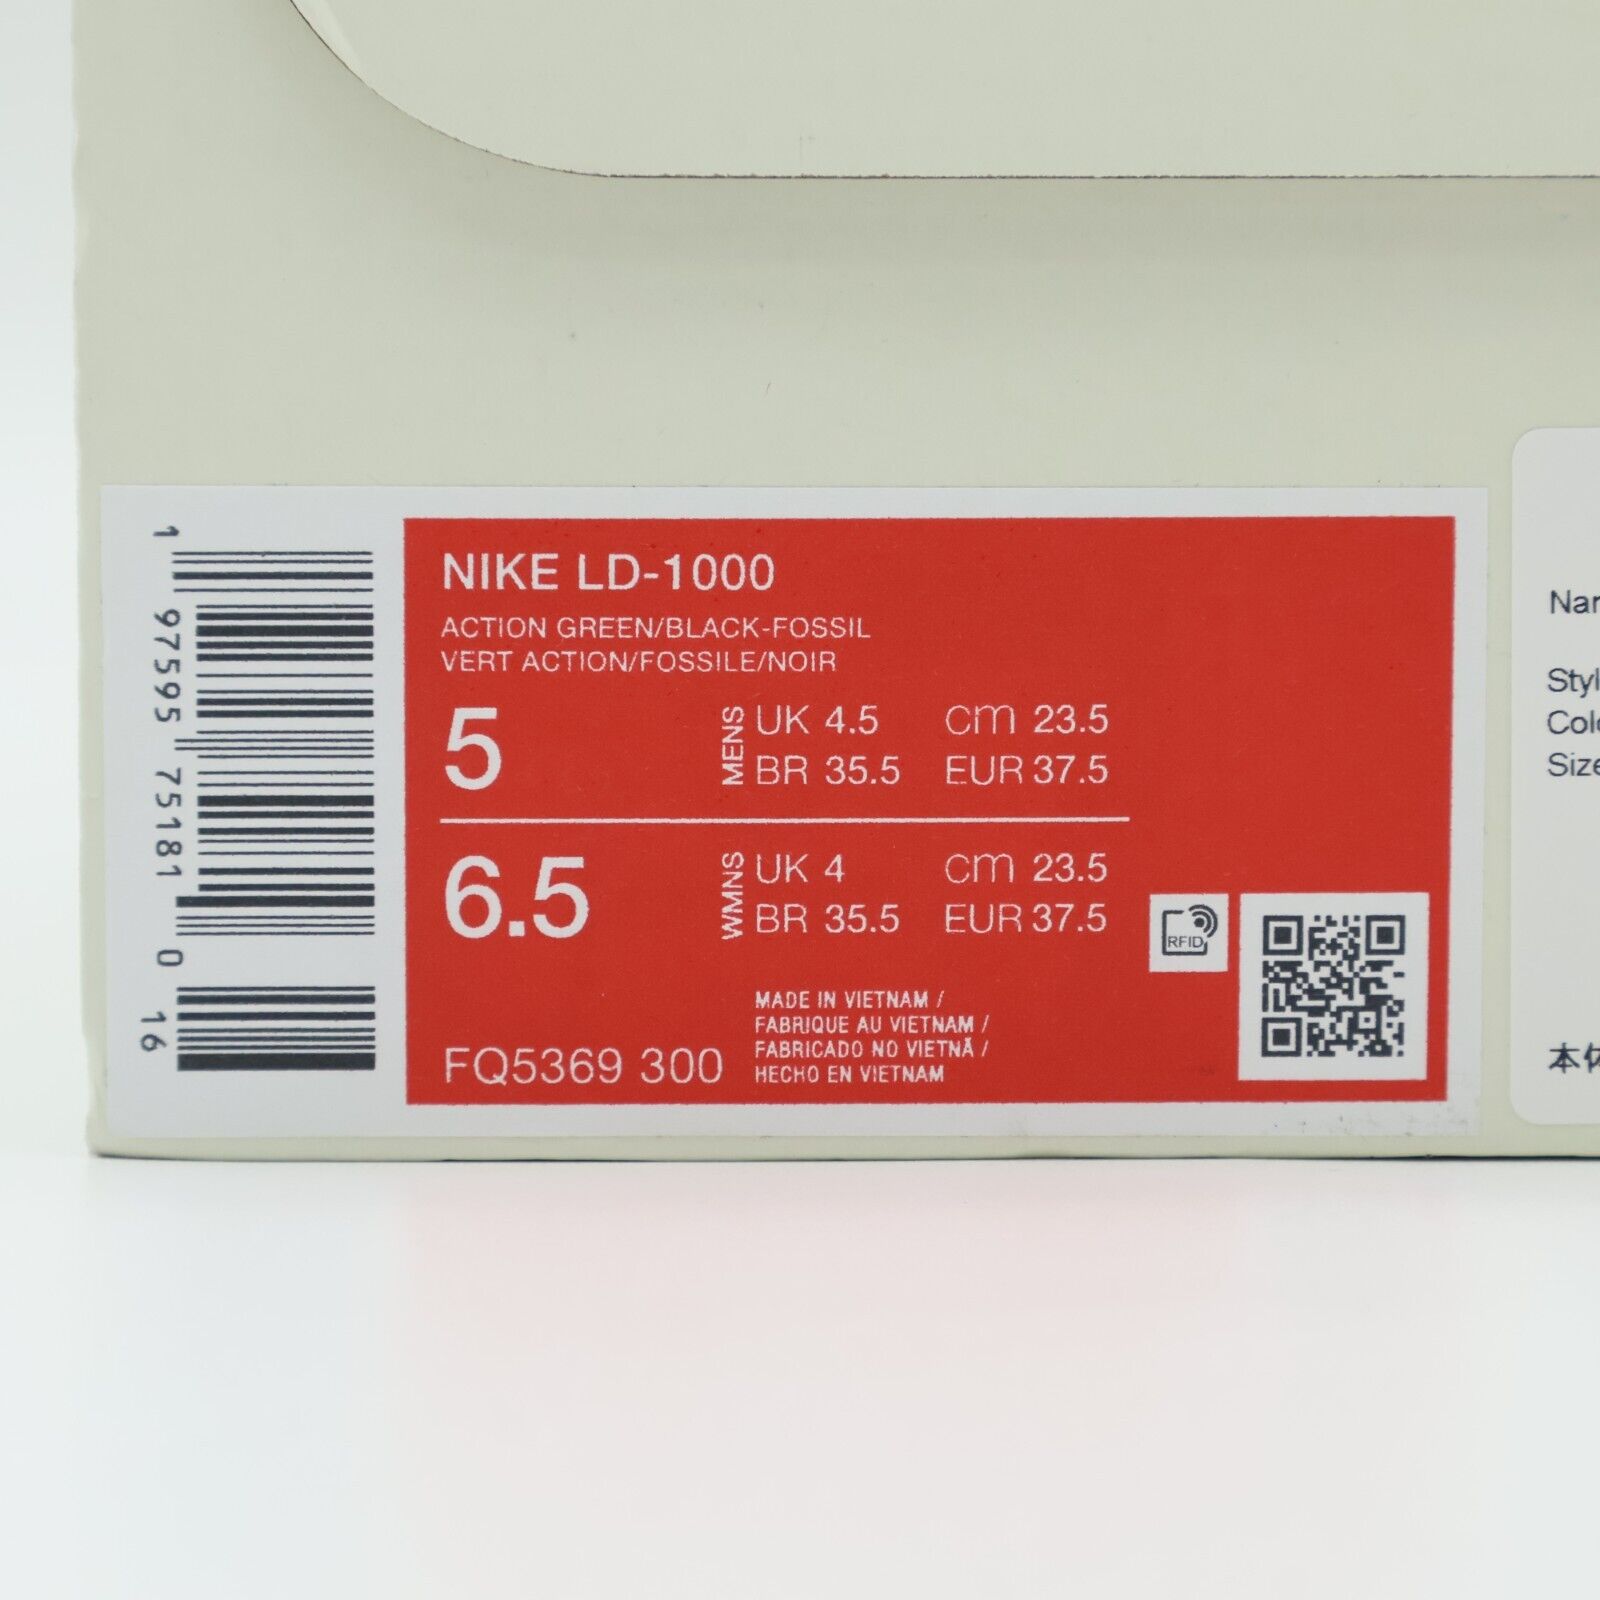 NIKE LD-1000
ACTION GREEN/BLACK-FOSSIL
VERT ACTION/FOSSILE/NOIR
5
MENS
UK 4.5 cm 23.5
BR 35.5 EUR 37.5
6.5
WMNS
UK 4 cm 23.5
BR 35.5 EUR 37.5
MADE IN VIETNAM /
FABRIQUE AU VIETNAM /
FABRICADO NO VIETNÃ /
HECHO EN VIETNAM
FQ5369 300
RFID
1 97595 75181 0 16